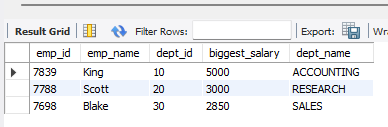 Result Grid Filter Rows: Export: Wra
emp_id emp_name dept_id biggest_salary dept_name
7839 King 10 5000 ACCOUNTING
7788 Scott 20 3000 RESEARCH
7698 Blake 30 2850 SALES